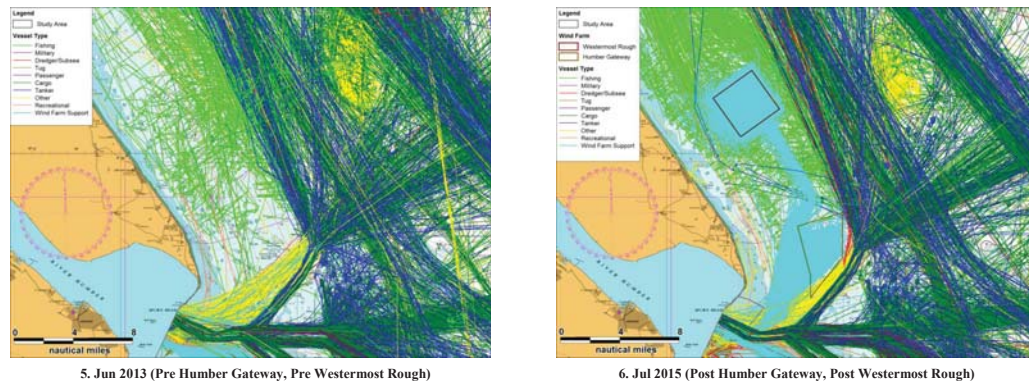 Legend
Study Area
Vessel Type
Fishing
Military
Dredger/Subsea
Tug
Passenger
Cargo
Tanker
Other
Recreational
Wind Farm Support
RIVER HUMBER
0 4 8
nautical miles
5. Jun 2013 (Pre Humber Gateway, Pre Westermost Rough)
Legend
Study Area
Wind Farm
Westermost Rough
Humber Gateway
Vessel Type
Fishing
Military
Dredger/Subsea
Tug
Passenger
Cargo
Tanker
Other
Recreational
Wind Farm Support
RIVER HUMBER
0 4 8
nautical miles
6. Jul 2015 (Post Humber Gateway, Post Westermost Rough)